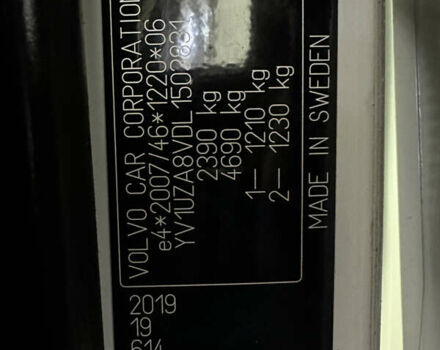 VOLVO CAR CORPORATION
e4*2007/46*1220*06
YV1UZA8VDL1502831
2390 kg
4690 kg
1— 1210 kg
2— 1230 kg
MADE IN SWEDEN
2019
19
614